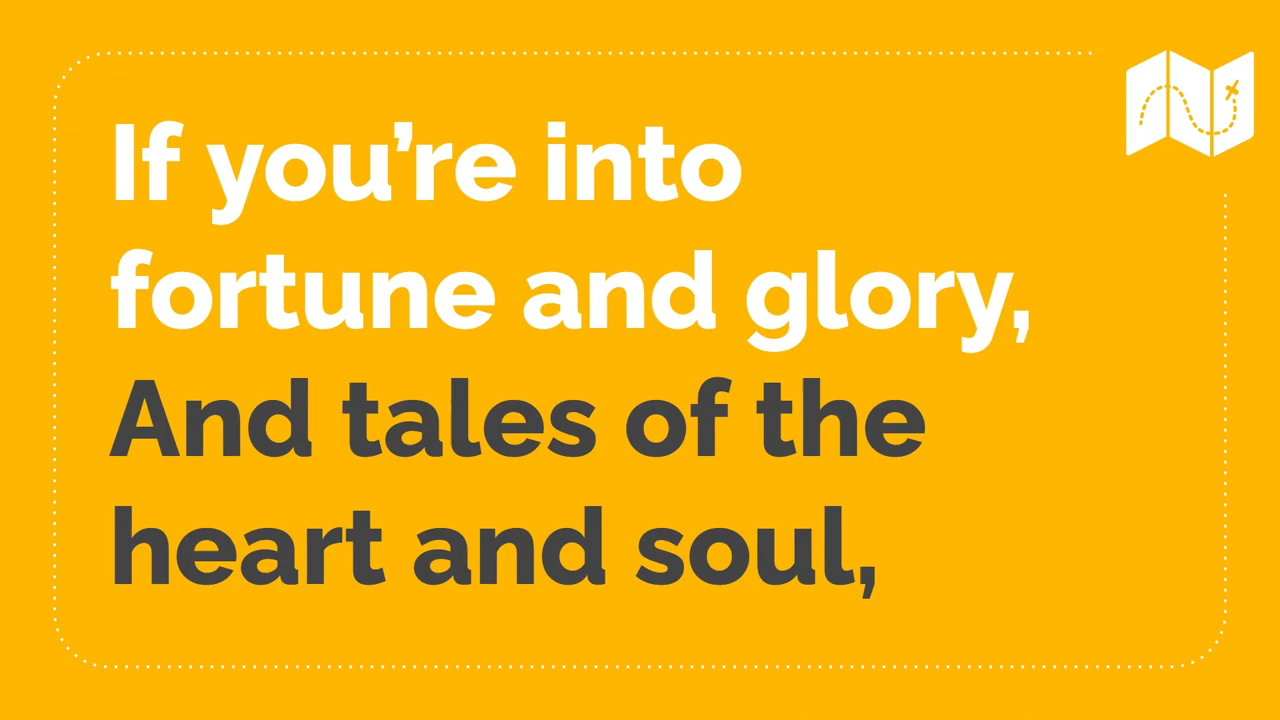 If you’re into
fortune and glory,
And tales of the
heart and soul,